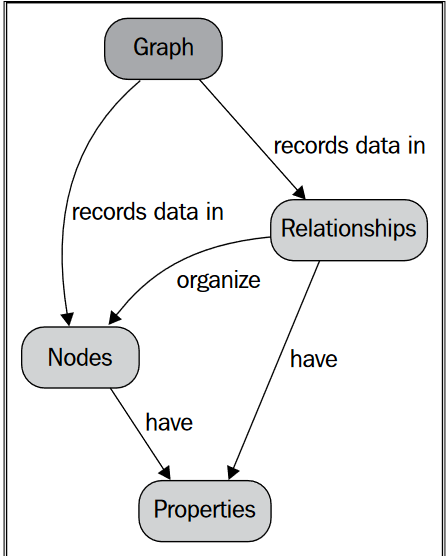 Graph
records data in
Relationships
records data in
organize
Nodes
have
have
Properties